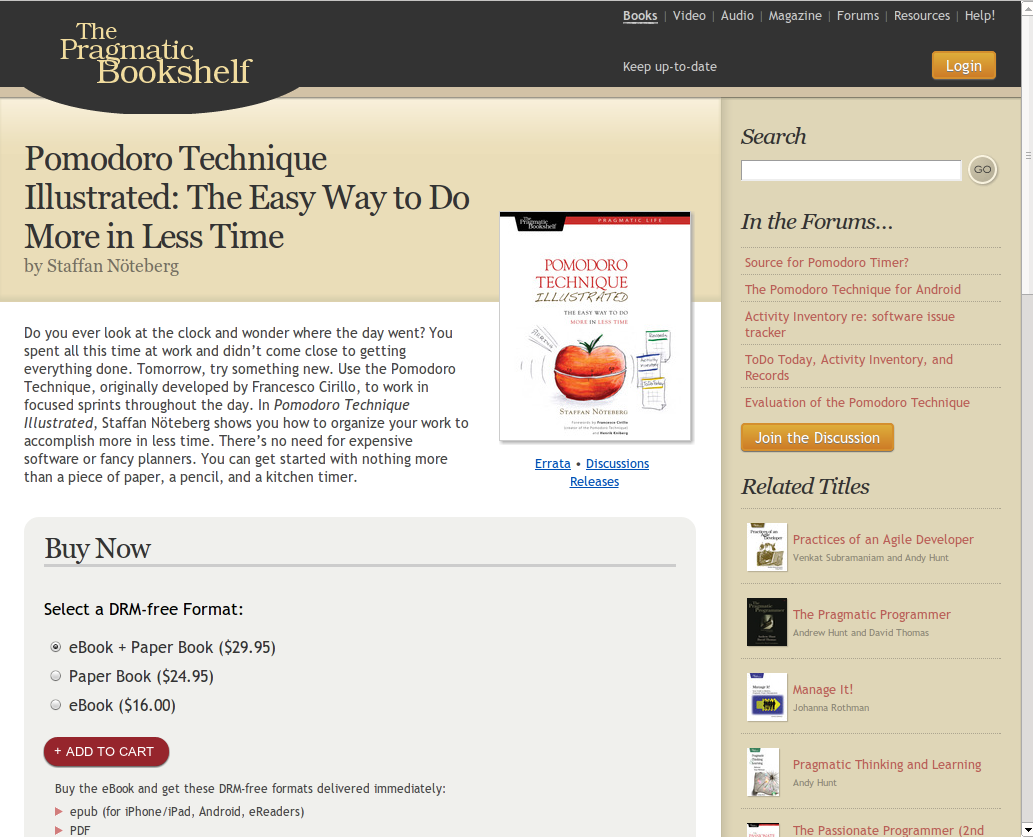 The
Pragmatic
Bookshelf
Books | Video | Audio | Magazine | Forums | Resources | Help!
Keep up-to-date
Login
Pomodoro Technique
Illustrated: The Easy Way to Do
More in Less Time
by Staffan Nöteberg
The
Pragmatic
Bookshelf
PRAGMATIC LIFE
POMODORO
TECHNIQUE
ILLUSTRATED
THE EASY WAY TO DO
MORE IN LESS TIME
STAFFAN NÖTEBERG
Forewords by Francesco Cirillo
and Henrik Kniberg
Errata • Discussions
Releases
Do you ever look at the clock and wonder where the day went? You
spent all this time at work and didn’t come close to getting
everything done. Tomorrow, try something new. Use the Pomodoro
Technique, originally developed by Francesco Cirillo, to work in
focused sprints throughout the day. In Pomodoro Technique
Illustrated, Staffan Nöteberg shows you how to organize your work to
accomplish more in less time. There’s no need for expensive
software or fancy planners. You can get started with nothing more
than a piece of paper, a pencil, and a kitchen timer.
Buy Now
Select a DRM-free Format:
eBook + Paper Book ($29.95)
Paper Book ($24.95)
eBook ($16.00)
+ ADD TO CART
Buy the eBook and get these DRM-free formats delivered immediately:
epub (for iPhone/iPad, Android, eReaders)
PDF
Search
GO
In the Forums...
Source for Pomodoro Timer?
The Pomodoro Technique for Android
Activity Inventory re: software issue
tracker
ToDo Today, Activity Inventory, and
Records
Evaluation of the Pomodoro Technique
Join the Discussion
Related Titles
Practices of an Agile Developer
Venkat Subramaniam and Andy Hunt
The Pragmatic Programmer
Andrew Hunt and David Thomas
Manage It!
Johanna Rothman
Pragmatic Thinking and Learning
Andy Hunt
The Passionate Programmer (2nd